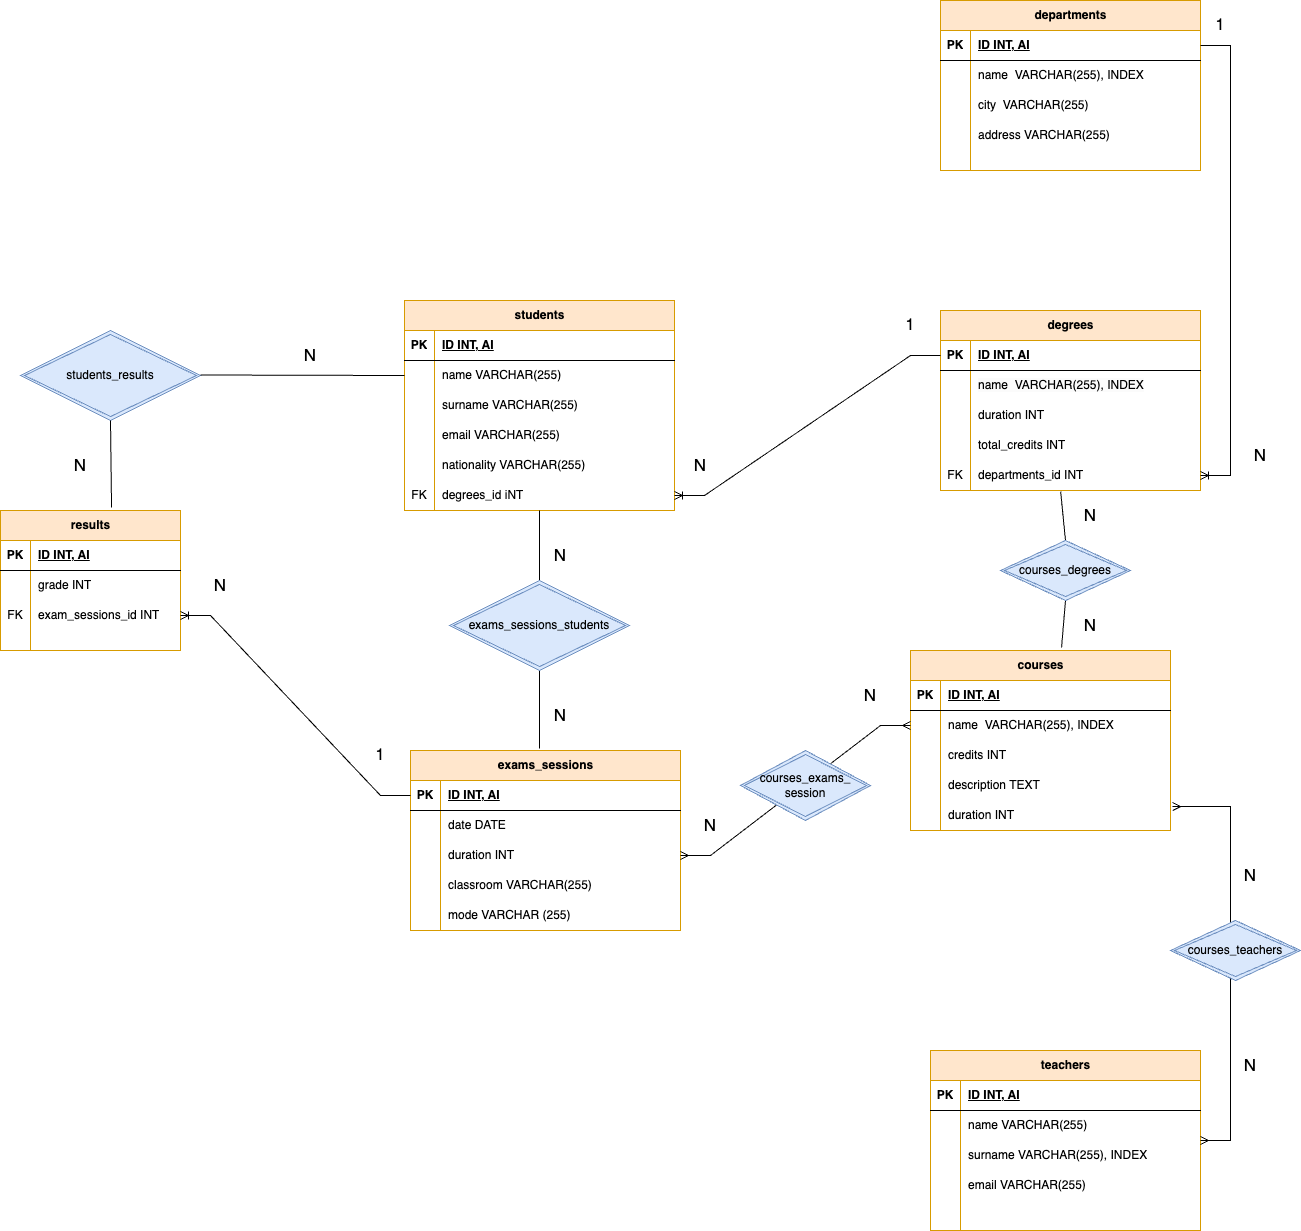 departments
1
PK ID INT, AI
name VARCHAR(255), INDEX
city VARCHAR(255)
address VARCHAR(255)
students
PK ID INT, AI
name VARCHAR(255)
surname VARCHAR(255)
email VARCHAR(255)
nationality VARCHAR(255)
FK degrees_id iNT
1
N
degrees
PK ID INT, AI
name VARCHAR(255), INDEX
duration INT
total_credits INT
FK departments_id INT
N
students_results
N
N
results
PK ID INT, AI
grade INT
FK exam_sessions_id INT
N
1
N
exams_sessions_students
N
N
courses_degrees
N
exams_sessions
PK ID INT, AI
date DATE
duration INT
classroom VARCHAR(255)
mode VARCHAR (255)
N
courses_exams_
session
N
courses
PK ID INT, AI
name VARCHAR(255), INDEX
credits INT
description TEXT
duration INT
N
courses_teachers
N
teachers
PK ID INT, AI
name VARCHAR(255)
surname VARCHAR(255), INDEX
email VARCHAR(255)